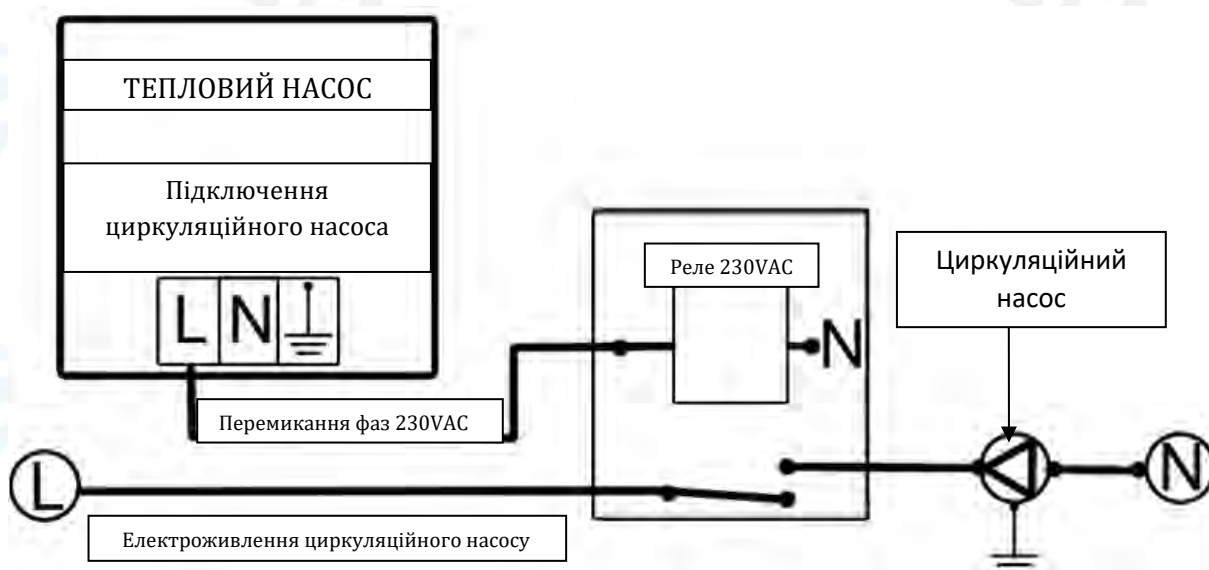 ТЕПЛОВИЙ НАСОС
Підключення
циркуляційного насоса
L N
Реле 230VAC
N
Циркуляційний
насос
Перемикання фаз 230VAC
L
N
Електроживлення циркуляційного насосу